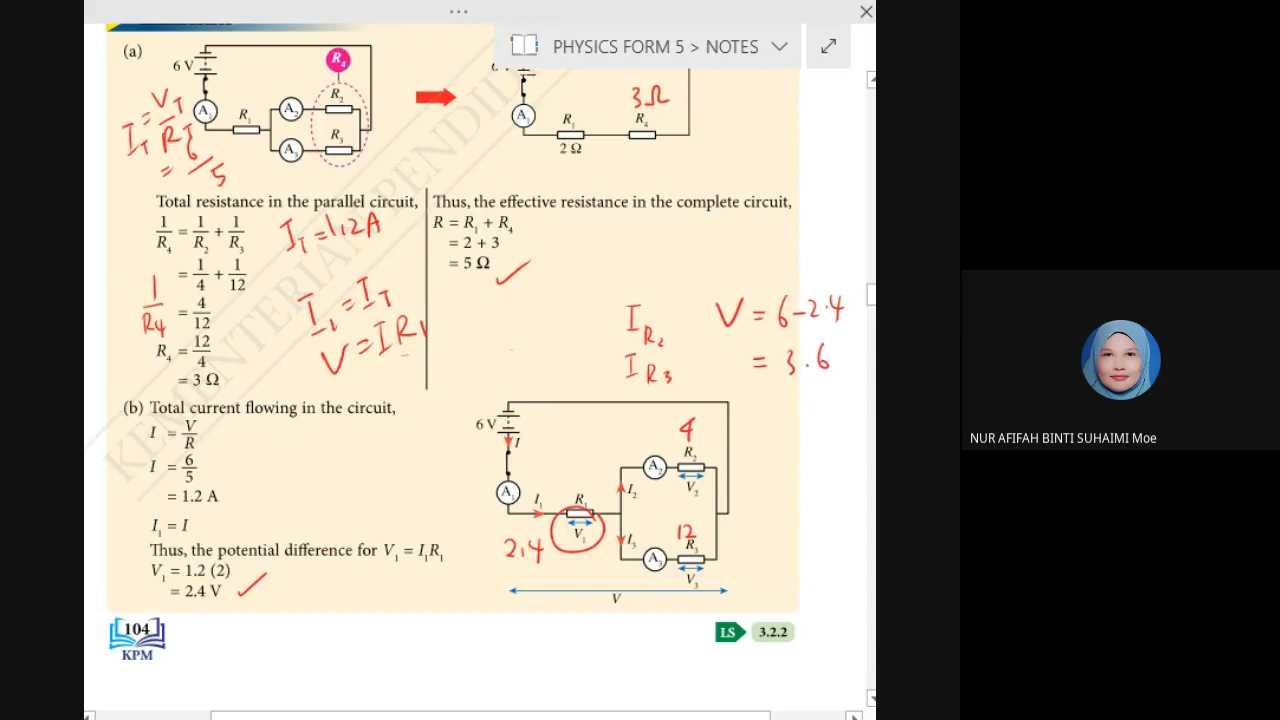 PHYSICS FORM 5 > NOTES
(a)
6 V
R4
R2
A1
R1
A2
R3
A3
IT = VT/RT
= 6/5
3Ω
A1
R1
R4
2 Ω
Total resistance in the parallel circuit,
1/R4 = 1/R2 + 1/R3
= 1/4 + 1/12
1/R4
= 4/12
R4 = 12/4
= 3 Ω
IT = 1.2A
I1 = IT
V = IR1
Thus, the effective resistance in the complete circuit,
R = R1 + R4
= 2 + 3
= 5 Ω
IR2
IR3
V = 6-2.4
= 3.6
(b) Total current flowing in the circuit,
I = V/R
I = 6/5
= 1.2 A
I1 = I
Thus, the potential difference for V1 = I1R1
V1 = 1.2 (2)
= 2.4 V
6 V
I
4
R2
A2
V2
A1
I1
R1
I2
V1
2.4
I3
12
R3
A3
V3
V
104
KPM
LS 3.2.2
KEMENTERIAN PENDIDIK
NUR AFIFAH BINTI SUHAIMI Moe